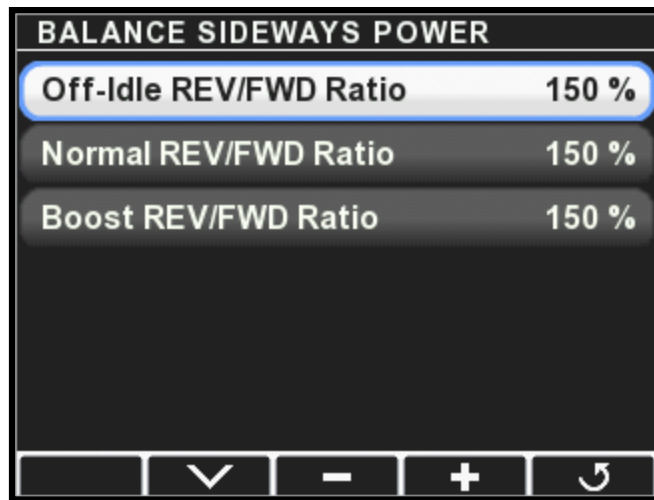 BALANCE SIDEWAYS POWER
Off-Idle REV/FWD Ratio 150 %
Normal REV/FWD Ratio 150 %
Boost REV/FWD Ratio 150 %